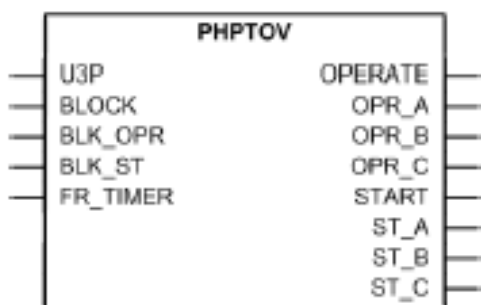 PHPTOV
U3P OPERATE
BLOCK OPR_A
BLK_OPR OPR_B
BLK_ST OPR_C
FR_TIMER START
ST_A
ST_B
ST_C